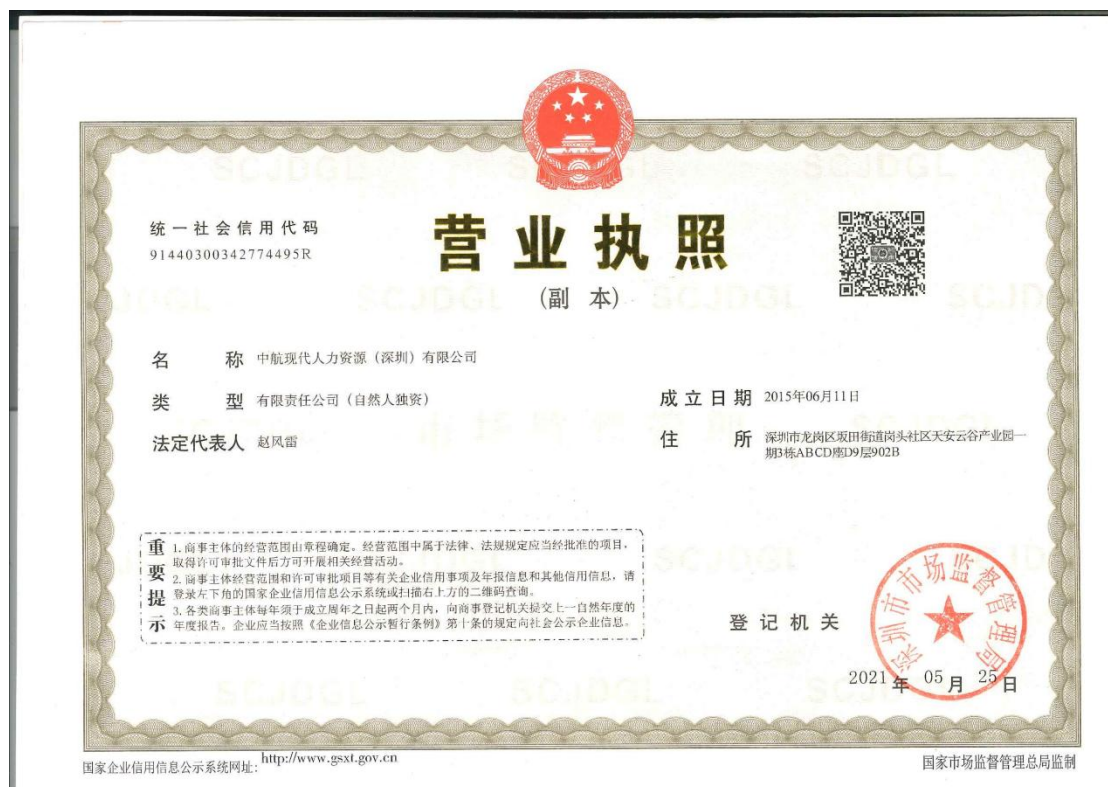 统一社会信用代码
91440300342774495R
营业执照
(副 本)
名 称 中航现代人力资源（深圳）有限公司
类 型 有限责任公司（自然人独资）
法定代表人 赵风雷
成立日期 2015年06月11日
住 所 深圳市龙岗区坂田街道岗头社区天安云谷产业园一
期3栋ABCD座D9层902B
重要提示
1.商事主体的经营范围由章程确定。经营范围中属于法律、法规规定应当经批准的项目，
取得许可审批文件后方可开展相关经营活动。
2.商事主体经营范围和许可审批项目等有关企业信用事项及年报信息和其他信用信息，请
登录左下角的国家企业信用信息公示系统或扫描右上方的二维码查询。
3.各类商事主体每年须于成立周年之日起两个月内，向商事登记机关提交上一自然年度的
年度报告。企业应当按照《企业信息公示暂行条例》第十条的规定向社会公示企业信息。
登记机关
深圳市市场监督管理局
2021年05月25日
国家企业信用信息公示系统网址: http://www.gsxt.gov.cn
国家市场监督管理总局监制